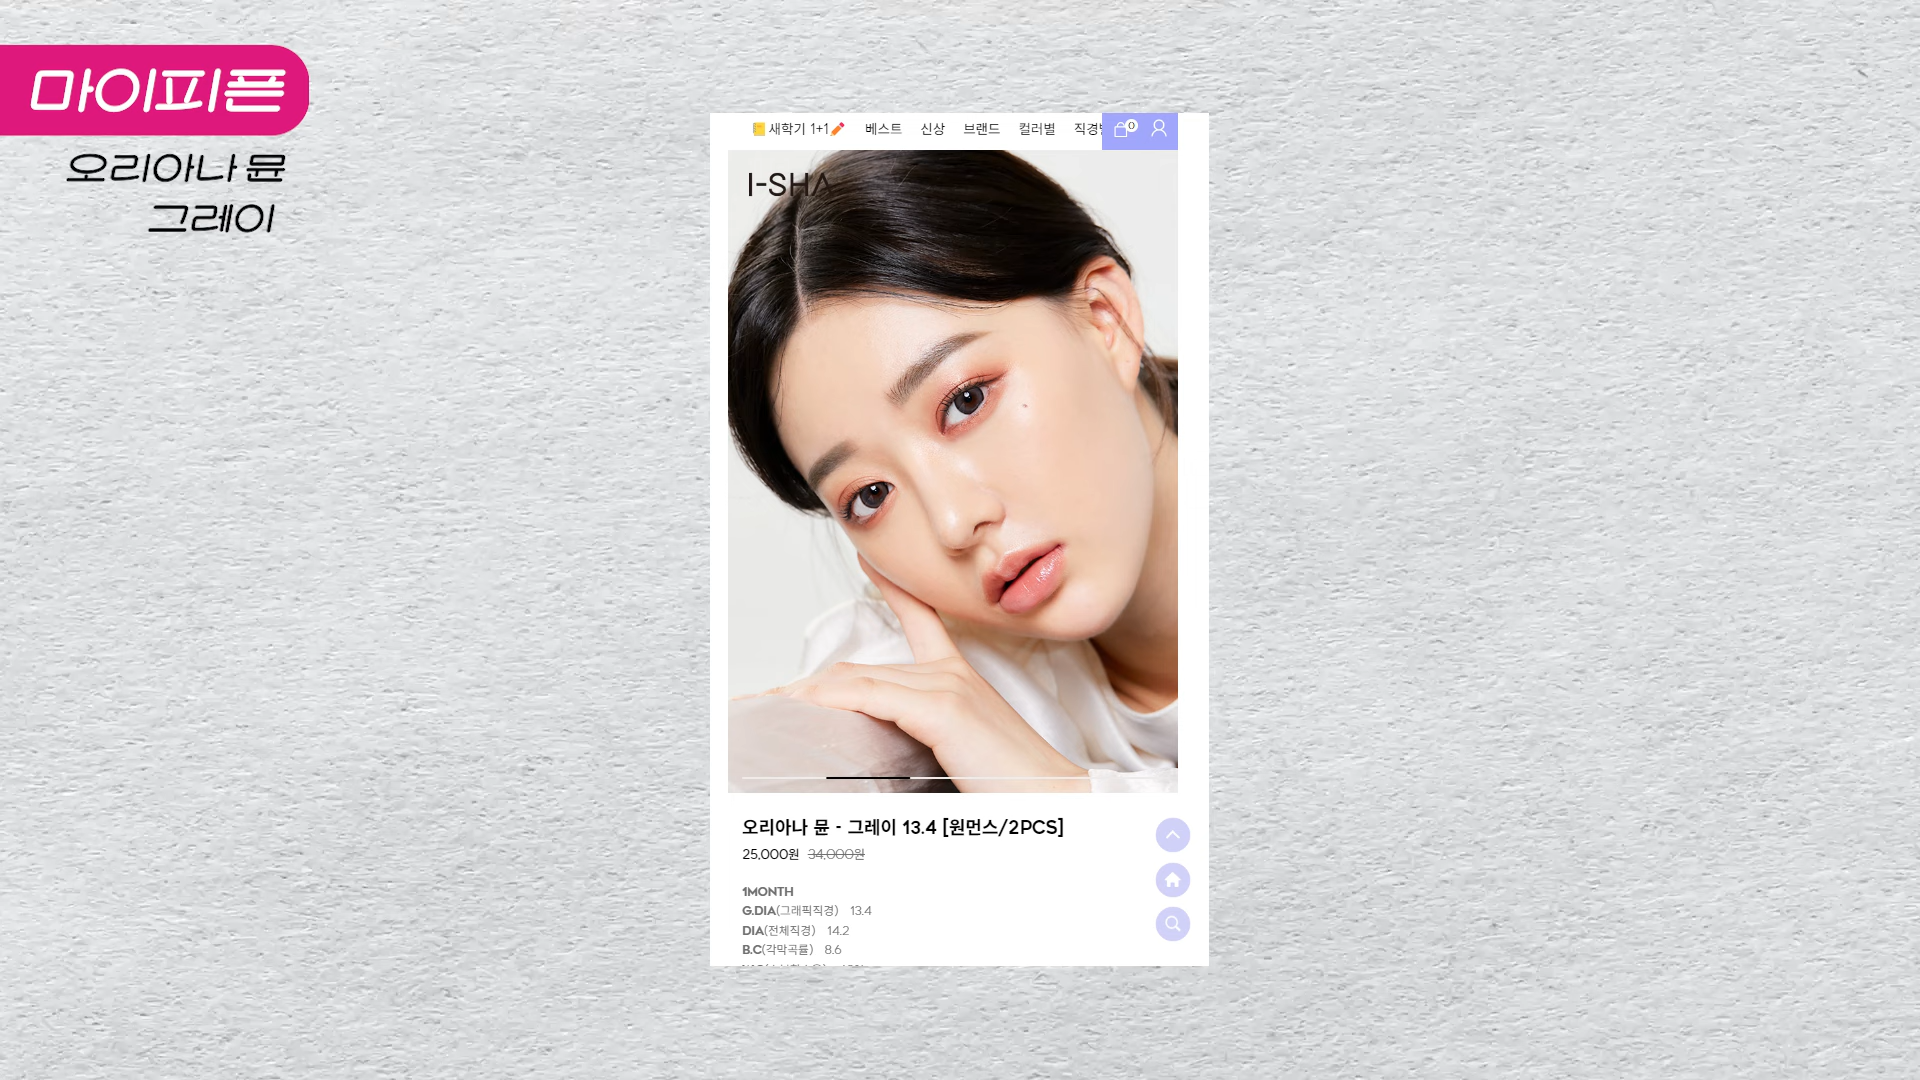 마이피픈
오리아나 뮨
그레이
새학기 1+1 베스트 신상 브랜드 컬러별 0
I-SHA
오리아나 뮨 - 그레이 13.4 [원먼스/2PCS]
25,000원 34,000원
1MONTH
G.DIA(그래픽직경) 13.4
DIA(전체직경) 14.2
B.C(각막곡률) 8.6